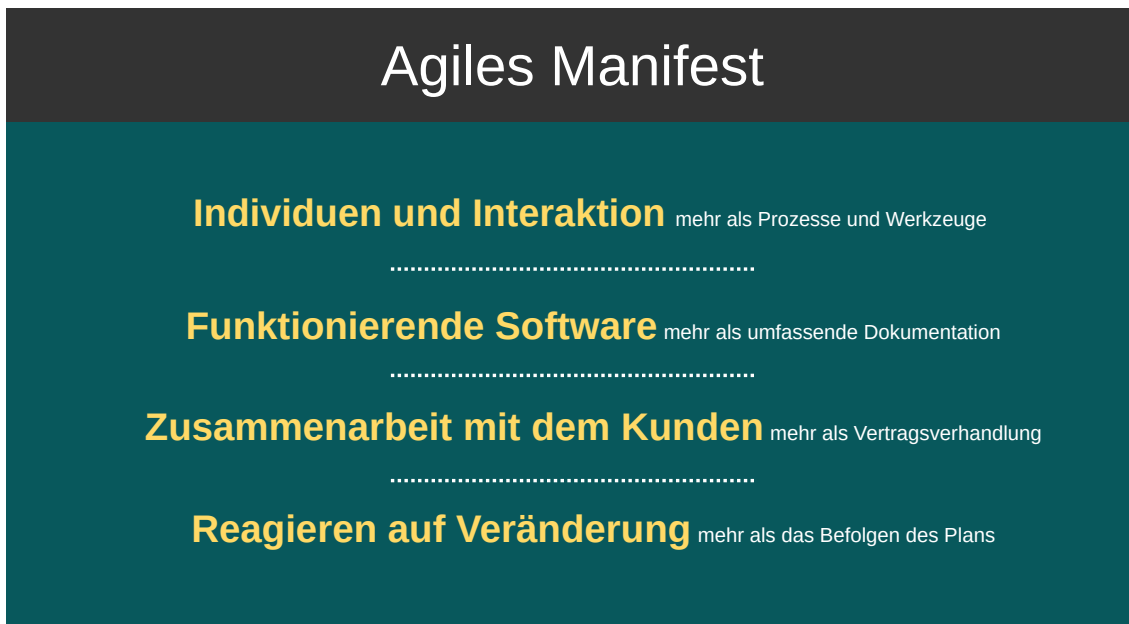 Agiles Manifest
Individuen und Interaktion mehr als Prozesse und Werkzeuge
Funktionierende Software mehr als umfassende Dokumentation
Zusammenarbeit mit dem Kunden mehr als Vertragsverhandlung
Reagieren auf Veränderung mehr als das Befolgen des Plans